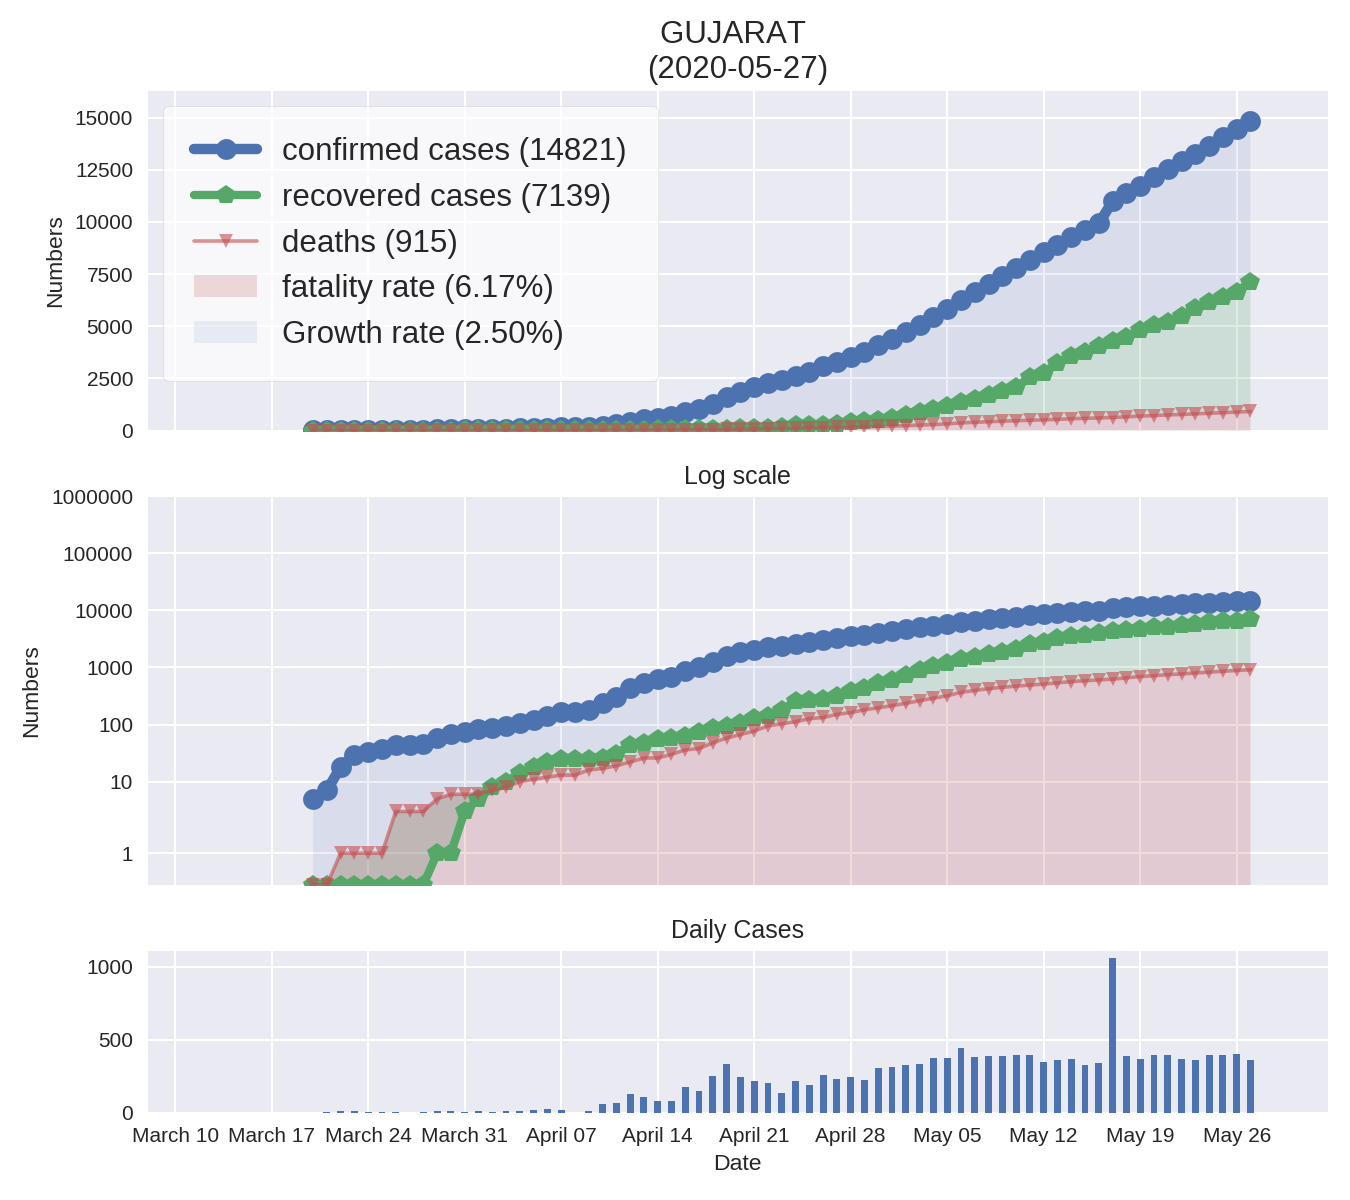 GUJARAT
(2020-05-27)
15000
12500
10000
7500
5000
2500
0
Numbers
confirmed cases (14821)
recovered cases (7139)
deaths (915)
fatality rate (6.17%)
Growth rate (2.50%)
Log scale
1000000
100000
10000
1000
100
10
1
Numbers
Daily Cases
1000
500
0
March 10 March 17 March 24 March 31 April 07 April 14 April 21 April 28 May 05 May 12 May 19 May 26
Date